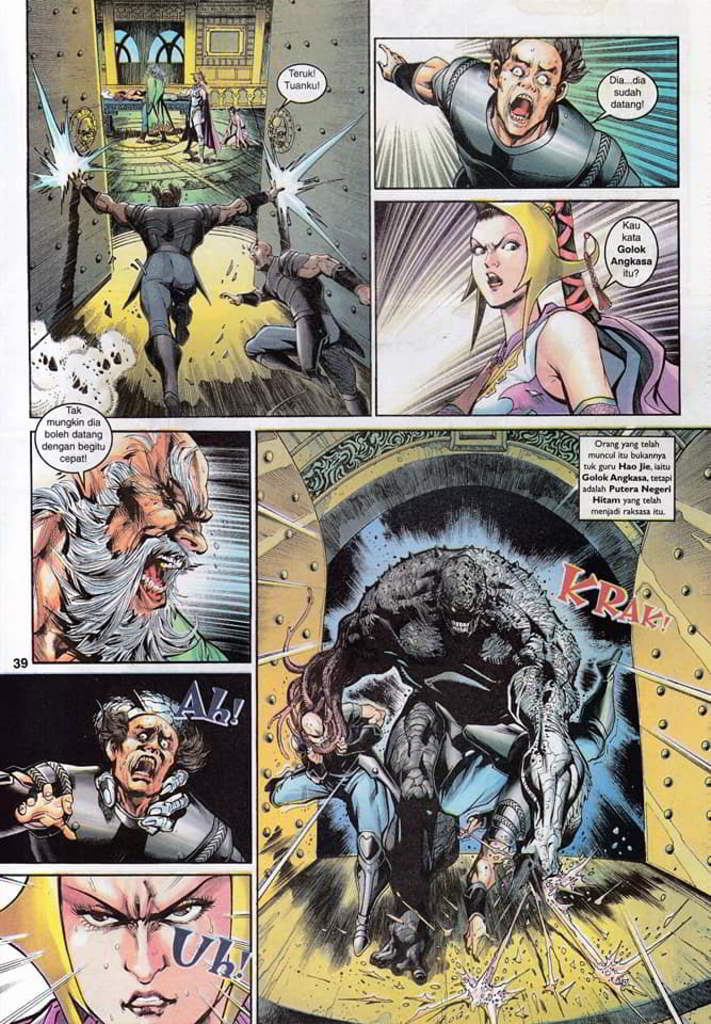 Teruk!
Tuanku!
Dia...dia
sudah
datang!
Kau
kata
Golok
Angkasa
itu?
Tak
mungkin dia
boleh datang
dengan begitu
cepat!
Orang yang telah
muncul itu bukannya
tuk guru Hao Jie, iaitu
Golok Angkasa, tetapi
adalah Putera Negeri
Hitam yang telah
menjadi raksasa itu.
KRAK!
39
AH!
UH!